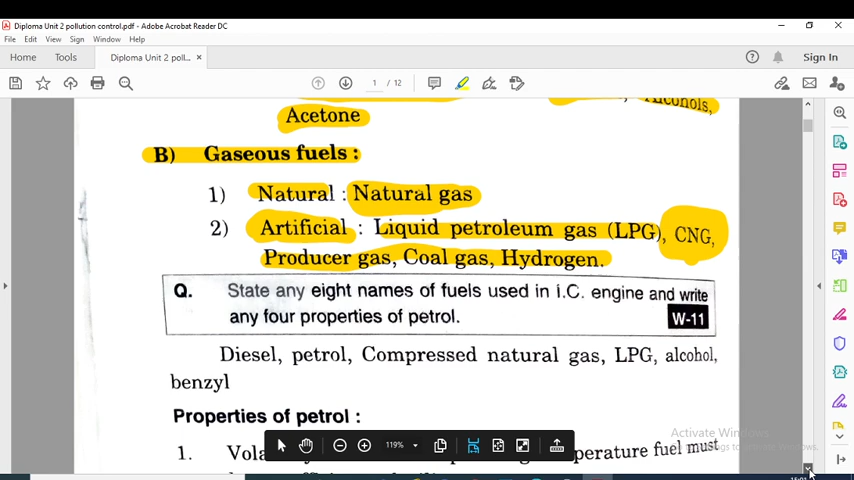 Diploma Unit 2 pollution control.pdf - Adobe Acrobat Reader DC
File Edit View Sign Window Help
Home Tools Diploma Unit 2 poll... × Sign In
1 / 12
Alcohols,
Acetone
B) Gaseous fuels :
1) Natural : Natural gas
2) Artificial : Liquid petroleum gas (LPG), CNG,
Producer gas, Coal gas, Hydrogen.
Q. State any eight names of fuels used in i.C. engine and write
any four properties of petrol.
W-11
Diesel, petrol, Compressed natural gas, LPG, alcohol,
benzyl
Properties of petrol :
Activate Windows
119%
1. perature fuel must